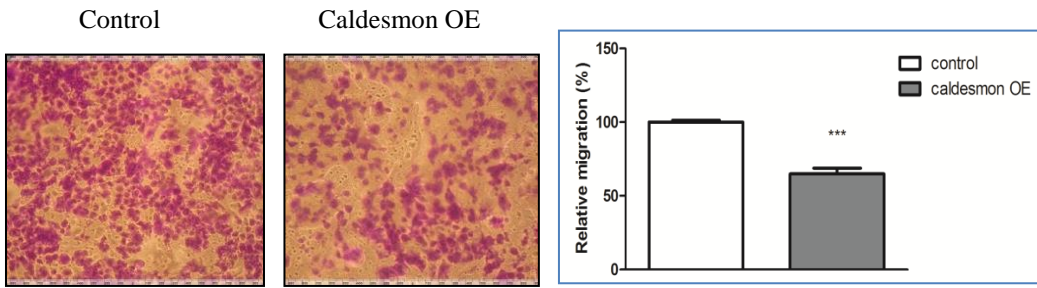 Control
Caldesmon OE
Relative migration (%)
150
100
50
0
control
caldesmon OE
***